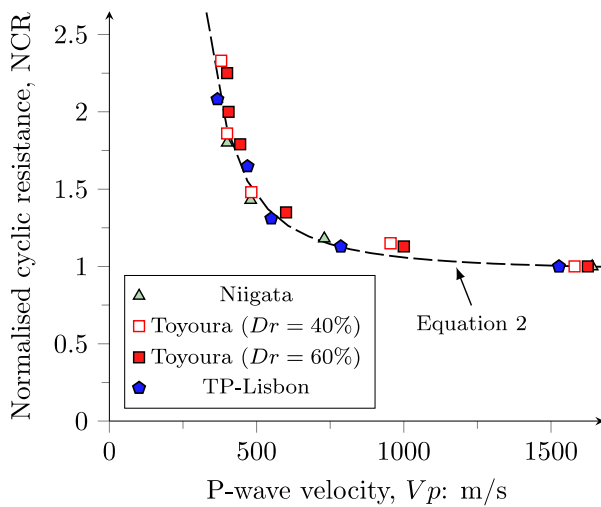 Normalised cyclic resistance, NCR
2.5
2
1.5
1
0.5
0
Niigata
Toyoura (Dr = 40%)
Toyoura (Dr = 60%)
TP-Lisbon
Equation 2
0 500 1000 1500
P-wave velocity, Vp: m/s